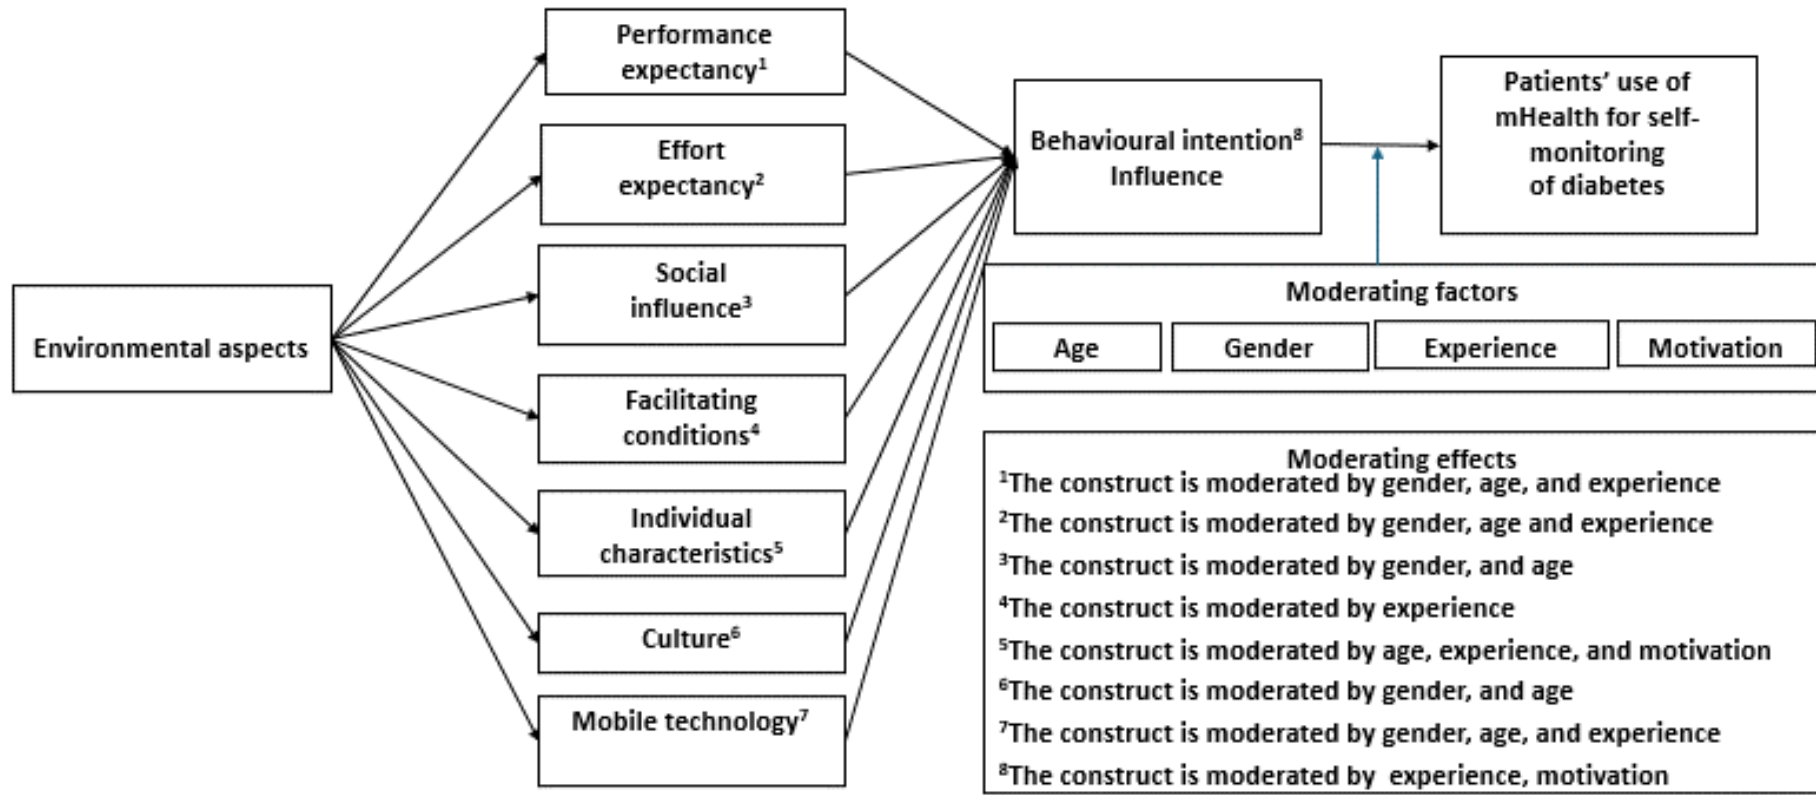 Performance
expectancy¹
Effort
expectancy²
Social
influence³
Environmental aspects
Facilitating
conditions⁴
Individual
characteristics⁵
Culture⁶
Mobile technology⁷
Behavioural intention⁸
Influence
Patients' use of
mHealth for self-
monitoring
of diabetes
Moderating factors
Age
Gender
Experience
Motivation
Moderating effects
¹The construct is moderated by gender, age, and experience
²The construct is moderated by gender, age and experience
³The construct is moderated by gender, and age
⁴The construct is moderated by experience
⁵The construct is moderated by age, experience, and motivation
⁶The construct is moderated by gender, and age
⁷The construct is moderated by gender, age, and experience
⁸The construct is moderated by experience, motivation